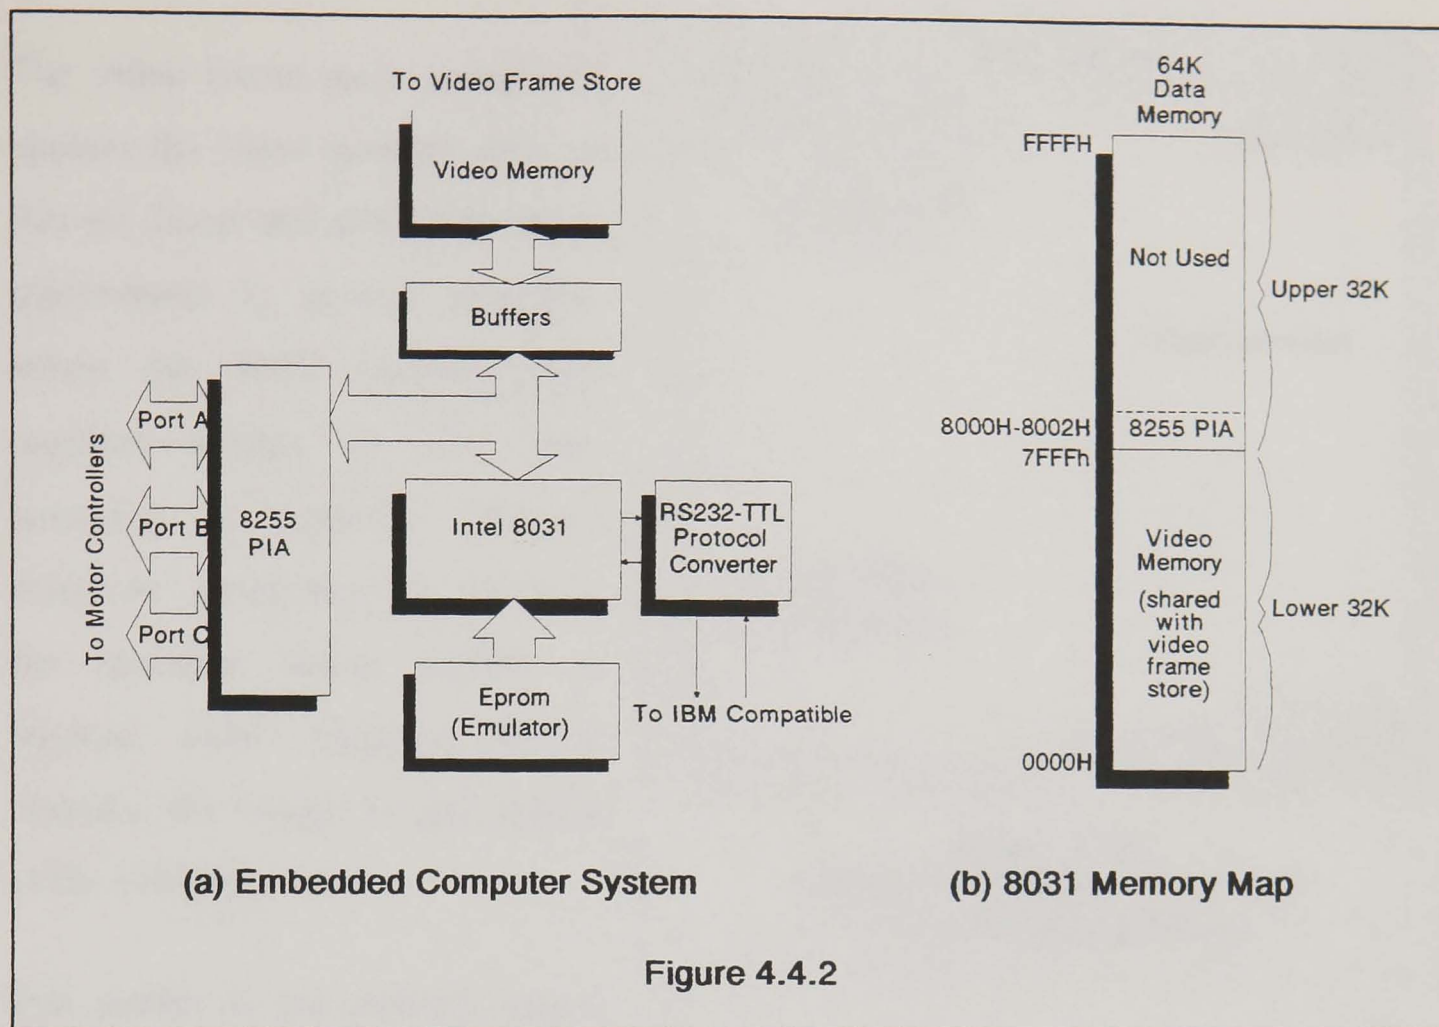 To Video Frame Store
Video Memory
Buffers
To Motor Controllers
Port A
Port B
Port C
8255
PIA
Intel 8031
RS232-TTL
Protocol
Converter
Eprom
(Emulator)
To IBM Compatible
(a) Embedded Computer System
64K
Data
Memory
FFFFH
Not Used
Upper 32K
8000H-8002H
8255 PIA
7FFFh
Video
Memory
(shared
with
video
frame
store)
Lower 32K
0000H
(b) 8031 Memory Map
Figure 4.4.2